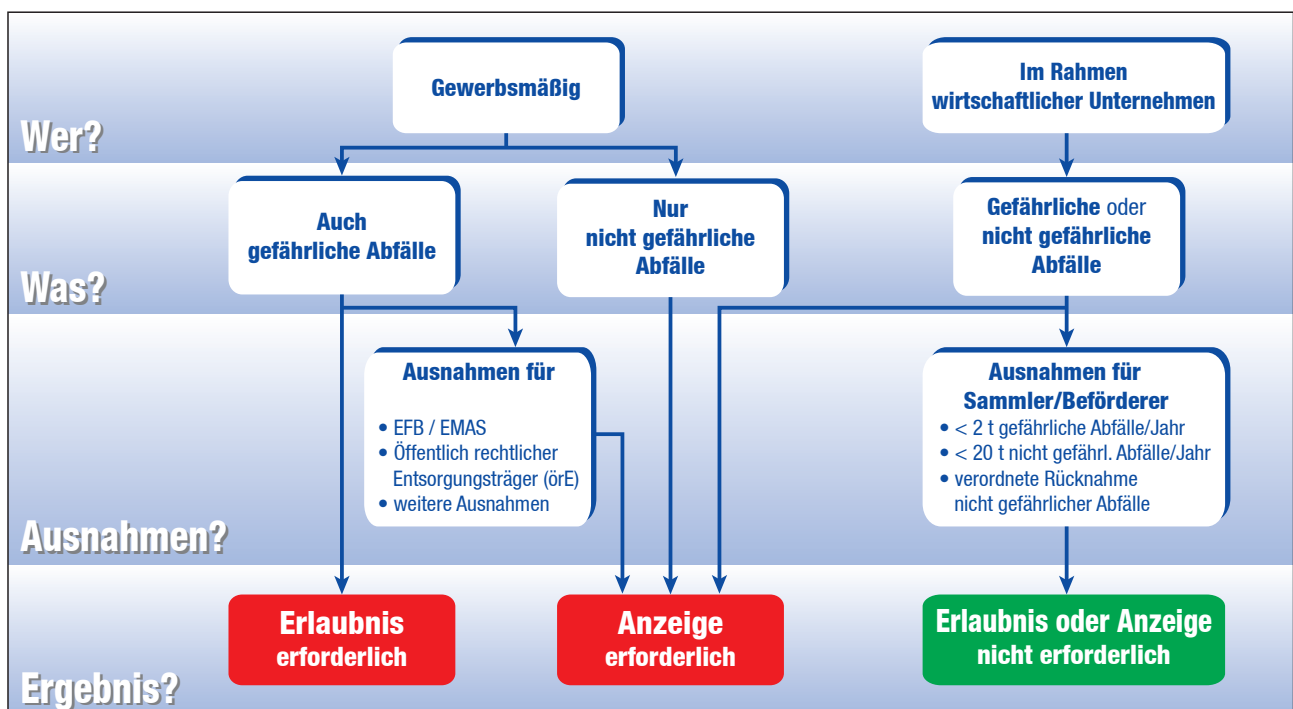 Wer?
Gewerbsmäßig
Im Rahmen
wirtschaftlicher Unternehmen
Was?
Auch
gefährliche Abfälle
Nur
nicht gefährliche
Abfälle
Gefährliche oder
nicht gefährliche
Abfälle
Ausnahmen?
Ausnahmen für
• EFB / EMAS
• Öffentlich rechtlicher
Entsorgungsträger (örE)
• weitere Ausnahmen
Ausnahmen für
Sammler/Beförderer
• < 2 t gefährliche Abfälle/Jahr
• < 20 t nicht gefährl. Abfälle/Jahr
• verordnete Rücknahme
nicht gefährlicher Abfälle
Ergebnis?
Erlaubnis
erforderlich
Anzeige
erforderlich
Erlaubnis oder Anzeige
nicht erforderlich